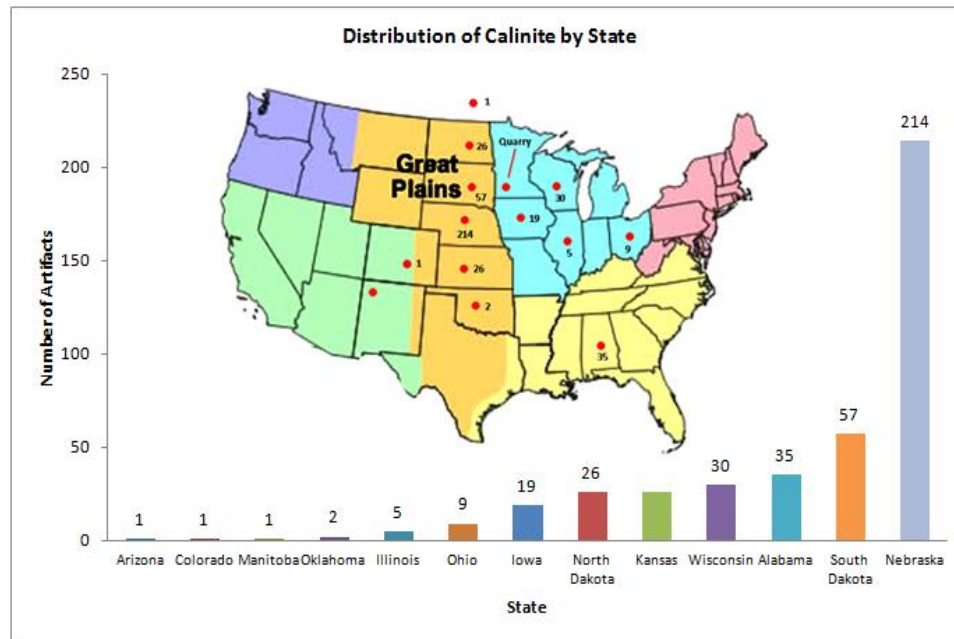 Distribution of Calinite by State
Number of Artifacts
250
200
150
100
50
0
1
26
Quarry
Great
Plains
57
30
214
19
5
9
1
26
2
35
1
1
1
2
5
9
19
26
30
35
57
214
Arizona
Colorado
Manitoba
Oklahoma
Illinois
Ohio
Iowa
North
Dakota
Kansas
Wisconsin
Alabama
South
Dakota
Nebraska
State